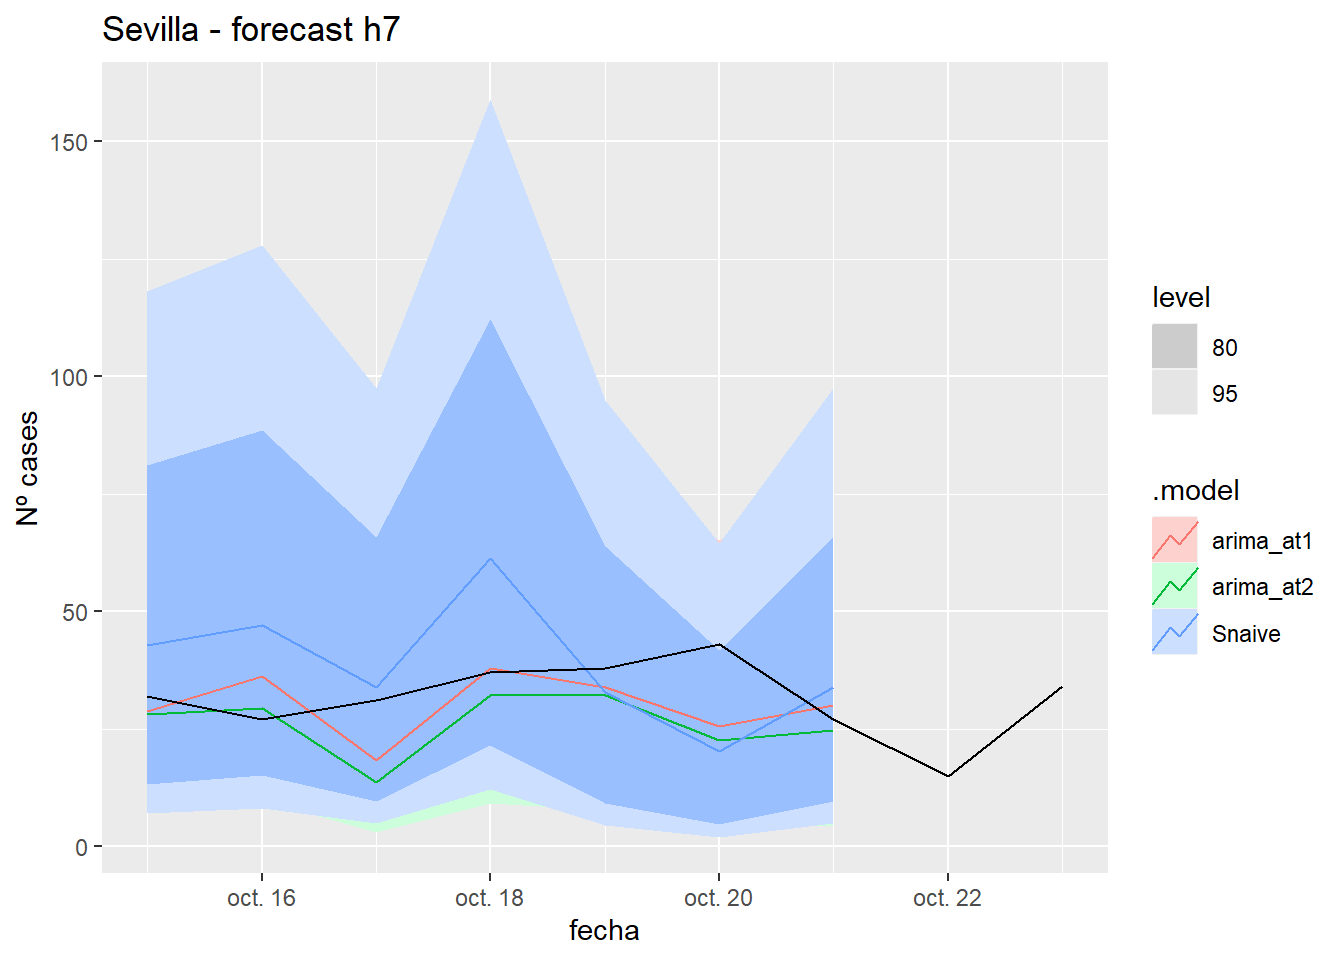 Sevilla - forecast h7
Nº cases
150
100
50
0
oct. 16
oct. 18
oct. 20
oct. 22
fecha
level
80
95
.model
arima_at1
arima_at2
Snaive